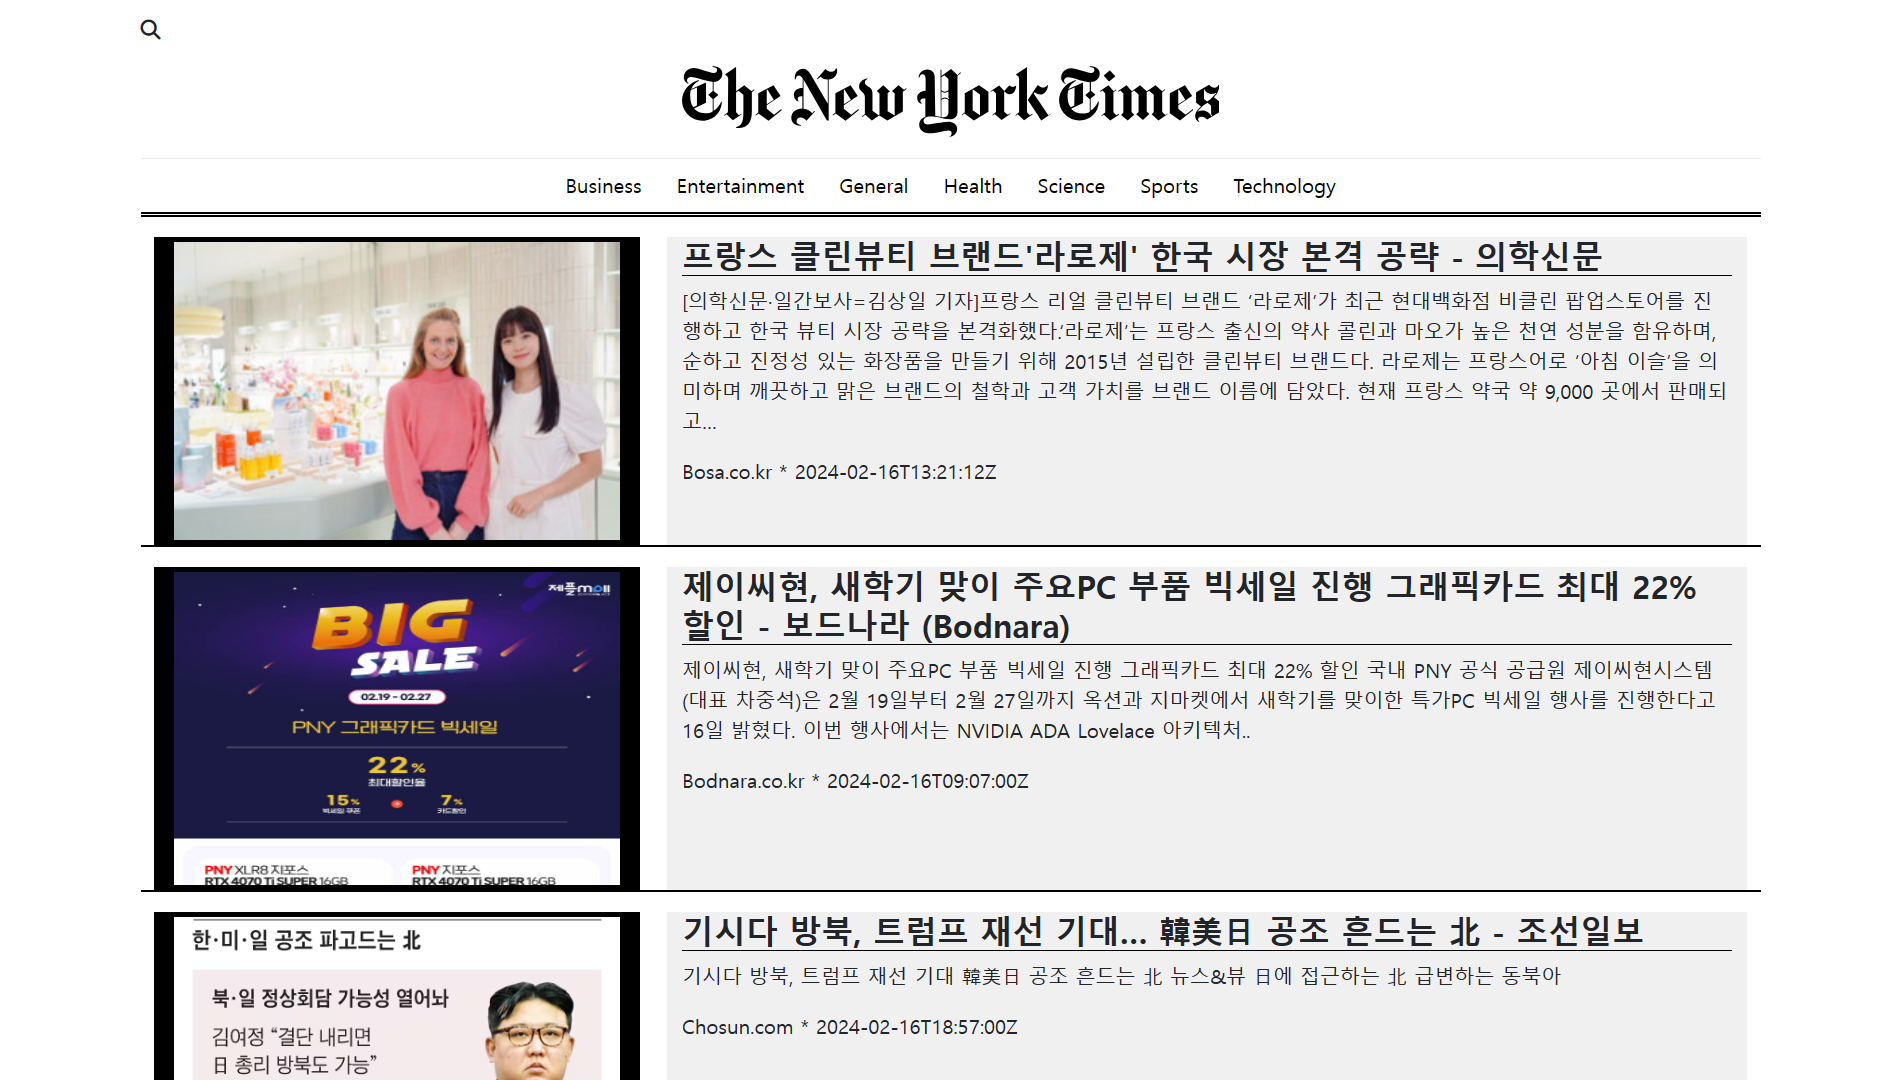 The New York Times
Business Entertainment General Health Science Sports Technology
프랑스 클린뷰티 브랜드'라로제' 한국 시장 본격 공략 - 의학신문
[의학신문·일간보사=김상일 기자]프랑스 리얼 클린뷰티 브랜드 ‘라로제’가 최근 현대백화점 비클린 팝업스토어를 진
행하고 한국 뷰티 시장 공략을 본격화했다.‘라로제’는 프랑스 출신의 약사 콜린과 마오가 높은 천연 성분을 함유하며,
순하고 진정성 있는 화장품을 만들기 위해 2015년 설립한 클린뷰티 브랜드다. 라로제는 프랑스어로 ‘아침 이슬’을 의
미하며 깨끗하고 맑은 브랜드의 철학과 고객 가치를 브랜드 이름에 담았다. 현재 프랑스 약국 약 9,000 곳에서 판매되
고…
Bosa.co.kr * 2024-02-16T13:21:12Z
제이씨현, 새학기 맞이 주요PC 부품 빅세일 진행 그래픽카드 최대 22%
할인 - 보드나라 (Bodnara)
제이씨현, 새학기 맞이 주요PC 부품 빅세일 진행 그래픽카드 최대 22% 할인 국내 PNY 공식 공급원 제이씨현시스템
(대표 차중석)은 2월 19일부터 2월 27일까지 옥션과 지마켓에서 새학기를 맞이한 특가PC 빅세일 행사를 진행한다고
16일 밝혔다. 이번 행사에서는 NVIDIA ADA Lovelace 아키텍처..
Bodnara.co.kr * 2024-02-16T09:07:00Z
제플mall
BIG
SALE
02.19 - 02.27
PNY 그래픽카드 빅세일
22%
최대할인율
15% 7%
빅세일 쿠폰 카드할인
PNY XLR8 지포스 PNY 지포스
RTX 4070 Ti SUPER 16GB RTX 4070 Ti SUPER 16GB
기시다 방북, 트럼프 재선 기대… 韓美日 공조 흔드는 北 - 조선일보
기시다 방북, 트럼프 재선 기대 韓美日 공조 흔드는 北 뉴스&뷰 日에 접근하는 北 급변하는 동북아
Chosun.com * 2024-02-16T18:57:00Z
한·미·일 공조 파고드는 北
북·일 정상회담 가능성 열어놔
김여정 “결단 내리면
日 총리 방북도 가능”